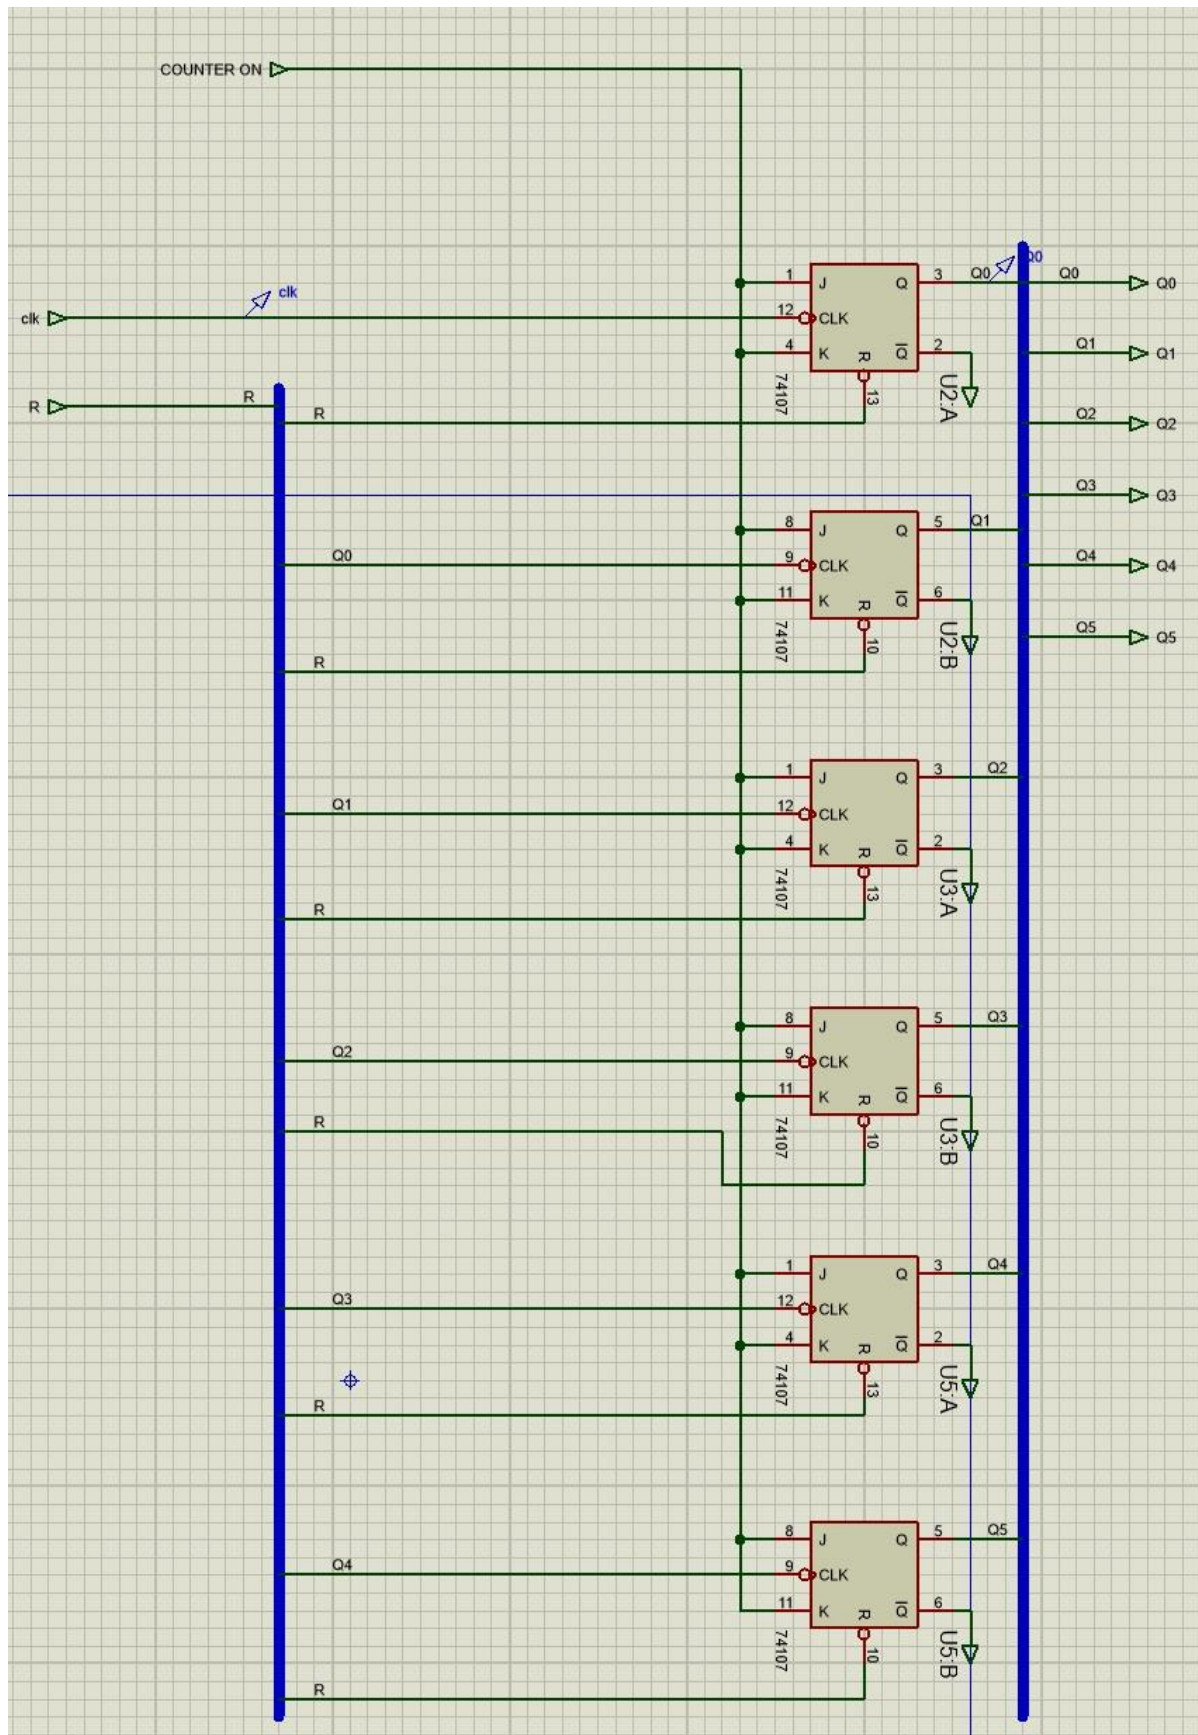 COUNTER ON
clk
clk
R
R
R
1
J
Q
3
Q0
Q0
Q0
Q0
12
CLK
4
K
R
Q
2
13
74107
U2:A
Q1
Q1
Q2
Q2
Q3
Q3
Q4
Q4
Q5
Q5
8
J
Q
5
Q1
Q0
9
CLK
11
K
R
Q
6
10
74107
U2:B
R
1
J
Q
3
Q2
Q1
12
CLK
4
K
R
Q
2
13
74107
U3:A
R
8
J
Q
5
Q3
Q2
9
CLK
11
K
R
Q
6
10
74107
U3:B
R
1
J
Q
3
Q4
Q3
12
CLK
4
K
R
Q
2
13
74107
U5:A
R
8
J
Q
5
Q5
Q4
9
CLK
11
K
R
Q
6
10
74107
U5:B
R